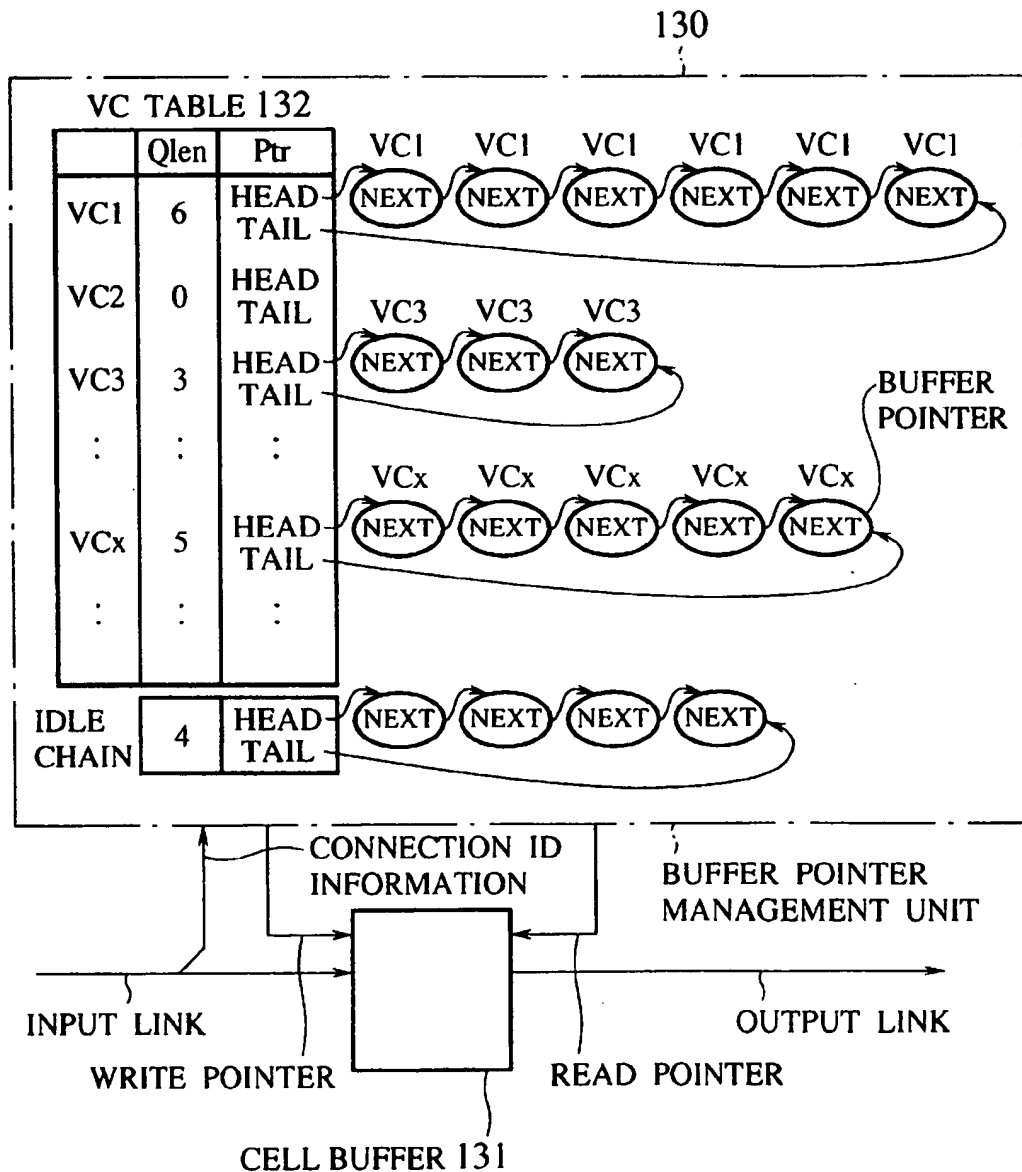 130
VC TABLE 132
Qlen Ptr
VC1 VC1 VC1 VC1 VC1 VC1
VC1 6 HEAD TAIL NEXT NEXT NEXT NEXT NEXT NEXT
VC2 0 HEAD TAIL
VC3 VC3 VC3
VC3 3 HEAD TAIL NEXT NEXT NEXT
BUFFER
POINTER
: : :
VCx VCx VCx VCx VCx
VCx 5 HEAD TAIL NEXT NEXT NEXT NEXT NEXT
: : :
IDLE
CHAIN
4 HEAD TAIL NEXT NEXT NEXT NEXT
CONNECTION ID
INFORMATION
BUFFER POINTER
MANAGEMENT UNIT
INPUT LINK
OUTPUT LINK
WRITE POINTER
READ POINTER
CELL BUFFER 131